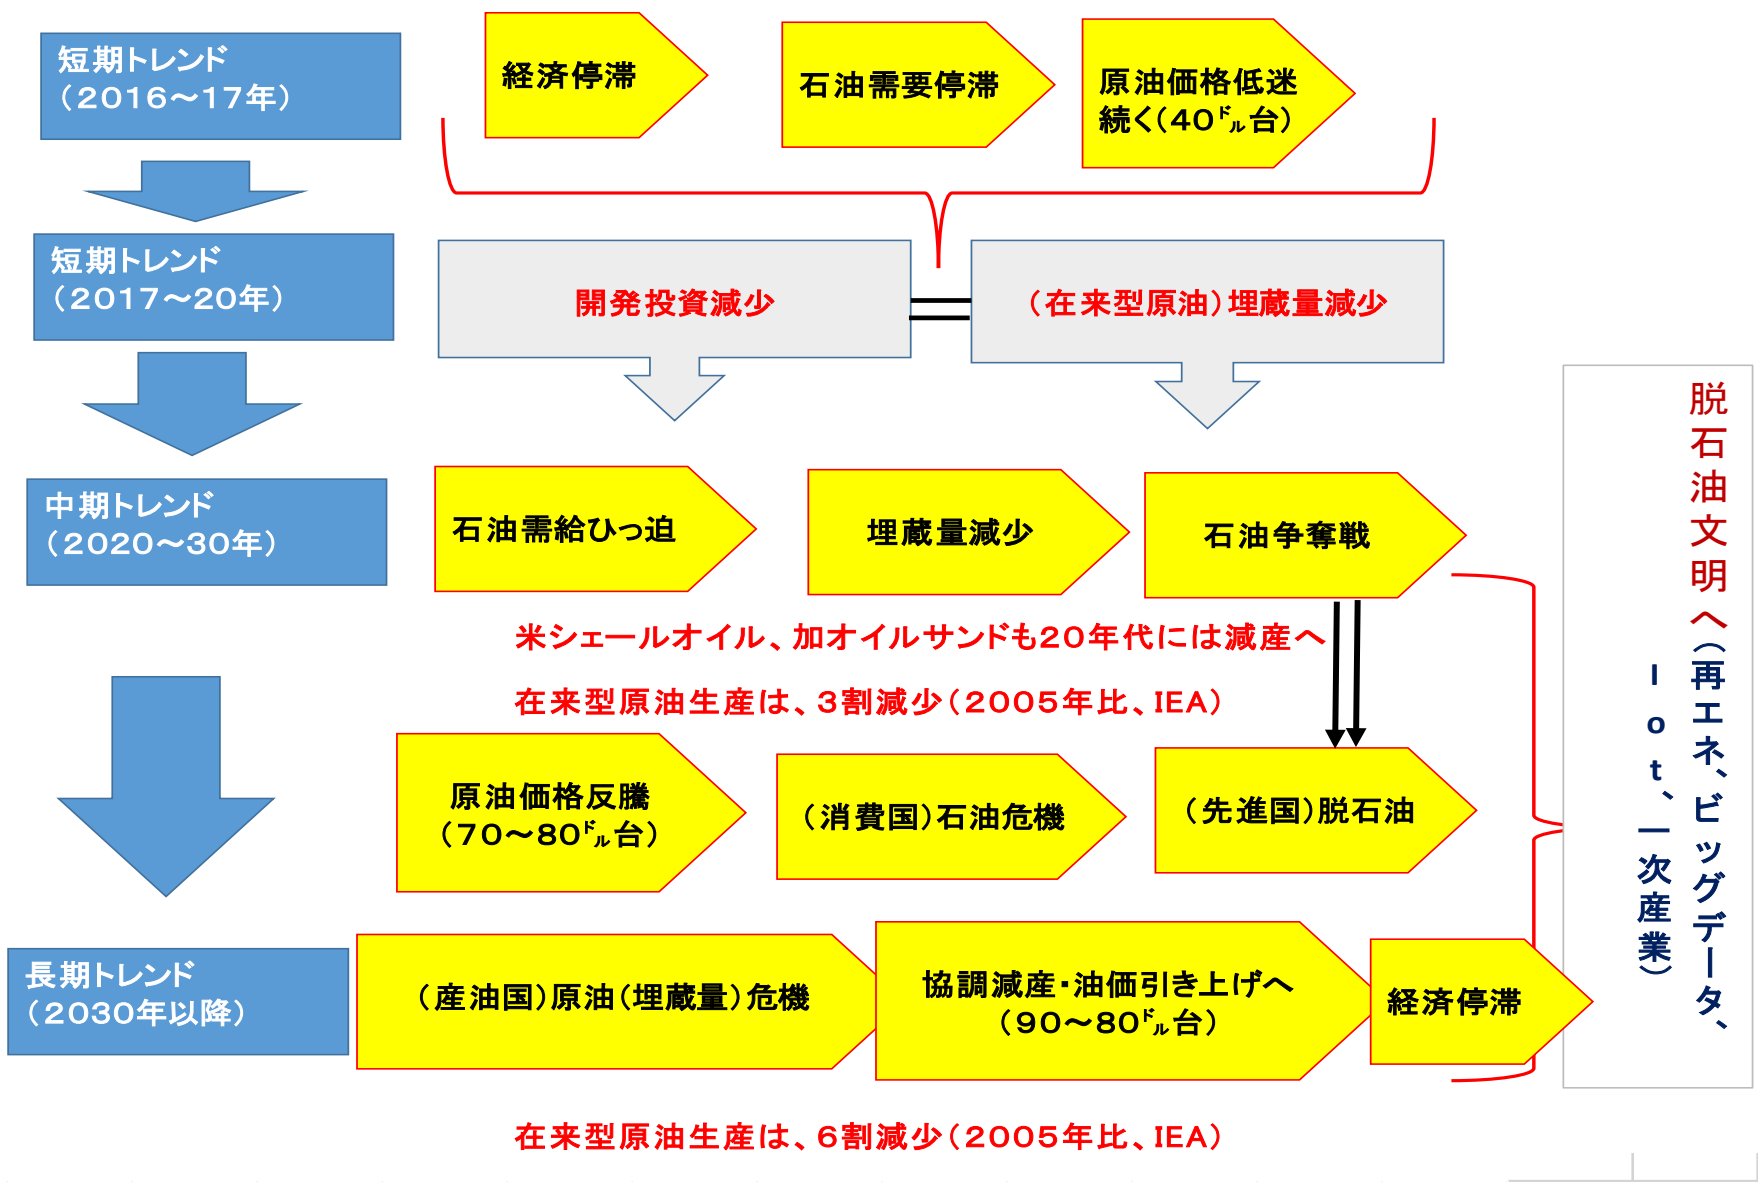 短期トレンド
（２０１６～１７年）
経済停滞
石油需要停滞
原油価格低迷
続く（４０㌦台）
短期トレンド
（２０１７～２０年）
開発投資減少
（在来型原油）埋蔵量減少
中期トレンド
（２０２０～３０年）
石油需給ひっ迫
埋蔵量減少
石油争奪戦
米シェールオイル、加オイルサンドも２０年代には減産へ
在来型原油生産は、３割減少（２００５年比、ＩＥＡ）
原油価格反騰
（７０～８０㌦台）
（消費国）石油危機
（先進国）脱石油
長期トレンド
（２０３０年以降）
（産油国）原油（埋蔵量）危機
協調減産・油価引き上げへ
（９０～８０㌦台）
経済停滞
在来型原油生産は、６割減少（２００５年比、ＩＥＡ）
脱石油文明へ（再エネ、ビッグデータ、
Ｉｏｔ、一次産業）